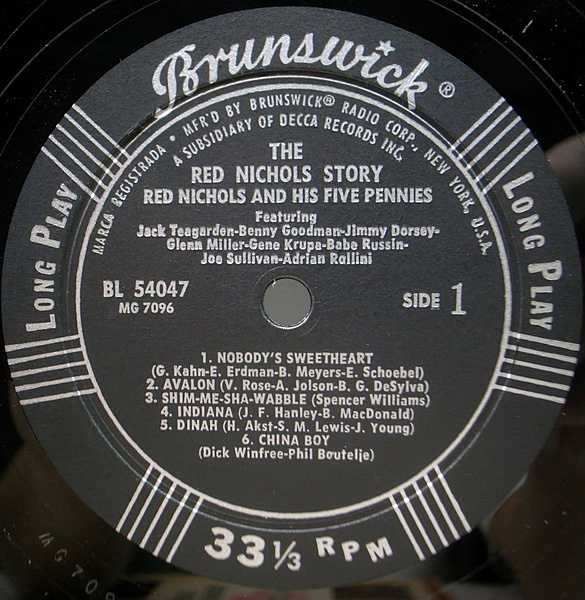 Brunswick®
MARCA REGISTRADA • MFR'D BY BRUNSWICK® RADIO CORP., NEW YORK, U.S.A.
A SUBSIDIARY OF DECCA RECORDS INC.
LONG PLAY
LONG PLAY
THE
RED NICHOLS STORY
RED NICHOLS AND HIS FIVE PENNIES
Featuring
Jack Teagarden-Benny Goodman-Jimmy Dorsey-
Glenn Miller-Gene Krupa-Babe Russin-
Joe Sullivan-Adrian Rollini
BL 54047
MG 7096
SIDE 1
1. NOBODY'S SWEETHEART
(G. Kahn-E. Erdman-B. Meyers-E. Schoebel)
2. AVALON (V. Rose-A. Jolson-B. G. DeSylva)
3. SHIM-ME-SHA-WABBLE (Spencer Williams)
4. INDIANA (J. F. Hanley-B. MacDonald)
5. DINAH (H. Akst-S. M. Lewis-J. Young)
6. CHINA BOY
(Dick Winfree-Phil Boutelje)
33 1/3 RPM